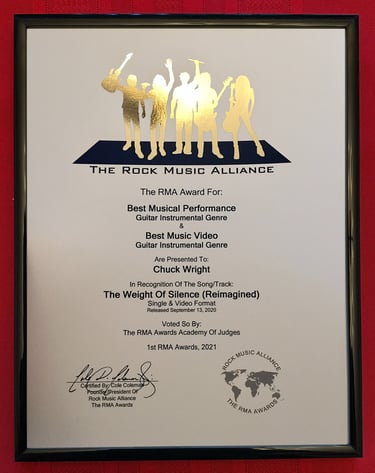 THE ROCK MUSIC ALLIANCE
The RMA Award For:
Best Musical Performance
Guitar Instrumental Genre
&
Best Music Video
Guitar Instrumental Genre
Are Presented To:
Chuck Wright
In Recognition Of The Song/Track:
The Weight Of Silence (Reimagined)
Single & Video Format
Released September 13, 2020
Voted So By:
The RMA Awards Academy Of Judges
1st RMA Awards, 2021
Certified By: Cole Coleman
Founder/President Of
Rock Music Alliance
The RMA Awards
ROCK MUSIC ALLIANCE
THE RMA AWARDS